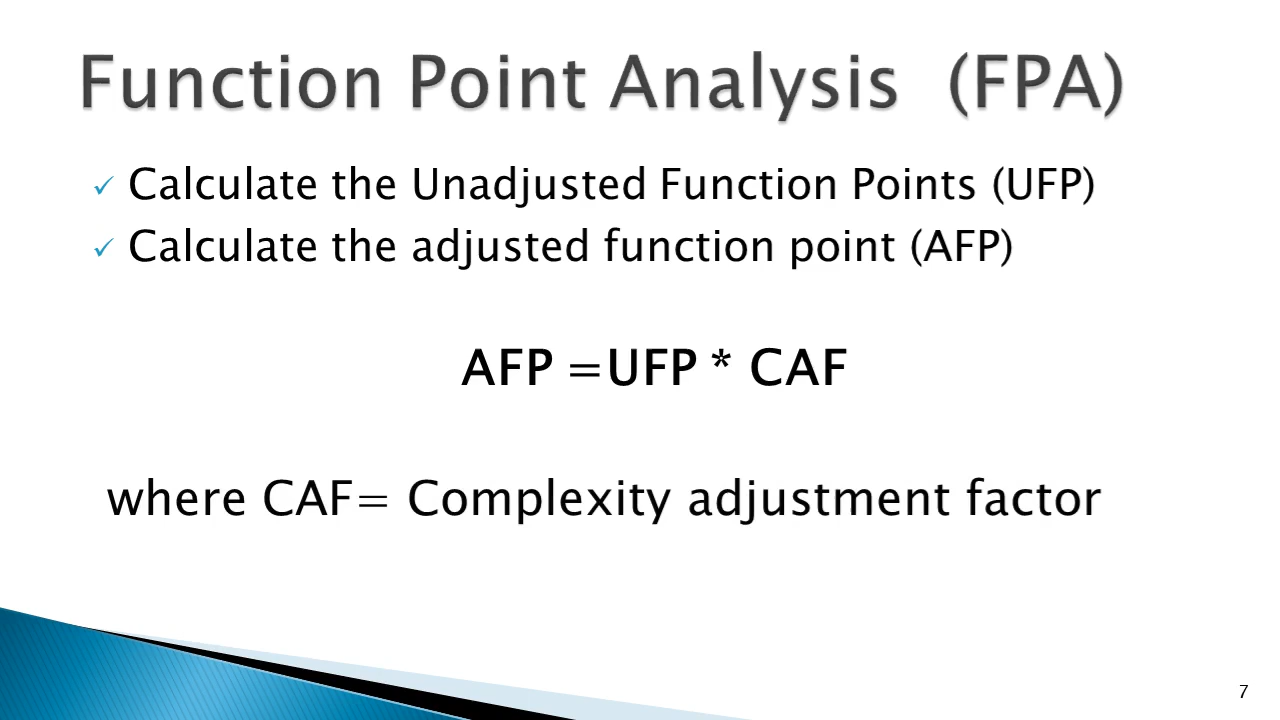 Function Point Analysis (FPA)
✓ Calculate the Unadjusted Function Points (UFP)
✓ Calculate the adjusted function point (AFP)
AFP =UFP * CAF
where CAF= Complexity adjustment factor
7